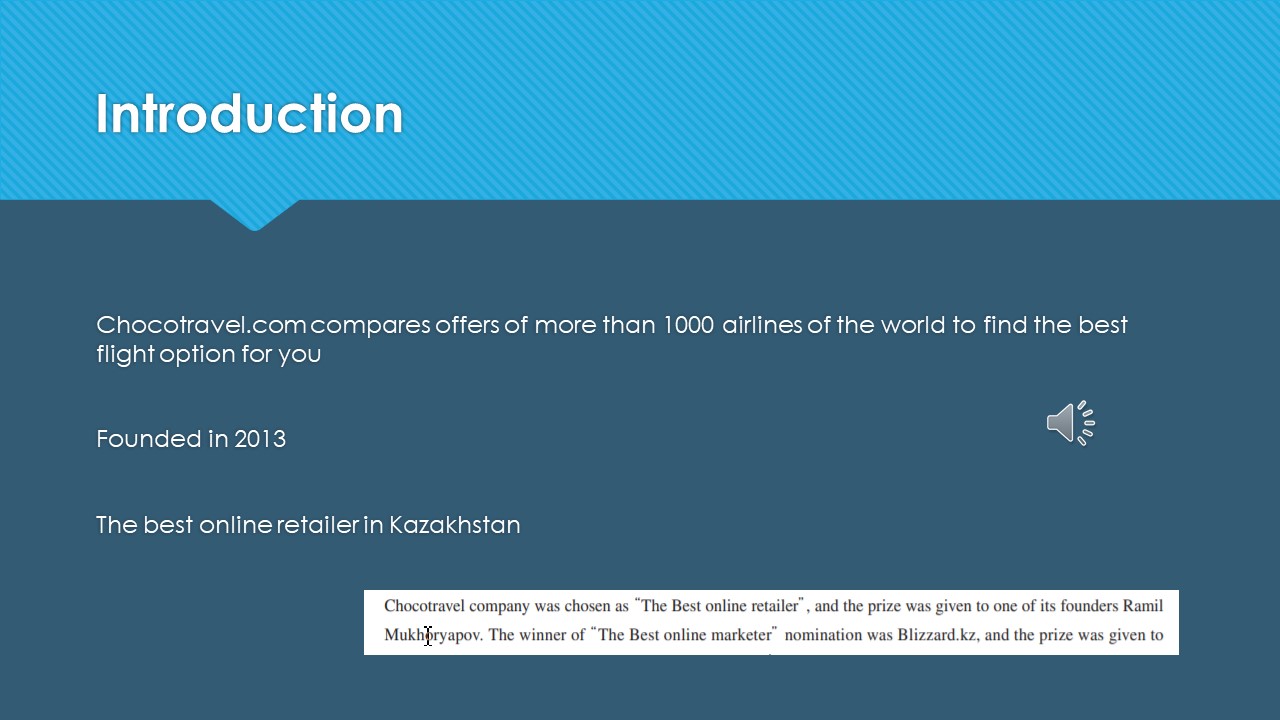 Introduction
Chocotravel.com compares offers of more than 1000 airlines of the world to find the best
flight option for you
Founded in 2013
The best online retailer in Kazakhstan
Chocotravel company was chosen as “The Best online retailer”, and the prize was given to one of its founders Ramil
Mukhoryapov. The winner of “The Best online marketer” nomination was Blizzard.kz, and the prize was given to